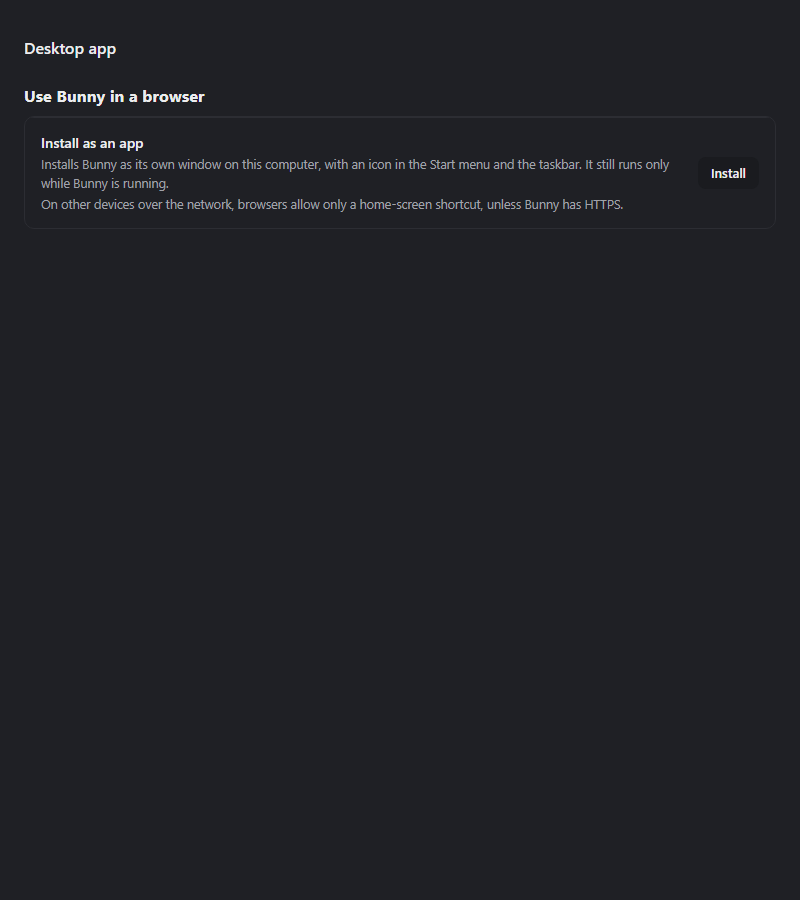 Desktop app
Use Bunny in a browser
Install as an app
Installs Bunny as its own window on this computer, with an icon in the Start menu and the taskbar. It still runs only
while Bunny is running.
Install
On other devices over the network, browsers allow only a home-screen shortcut, unless Bunny has HTTPS.